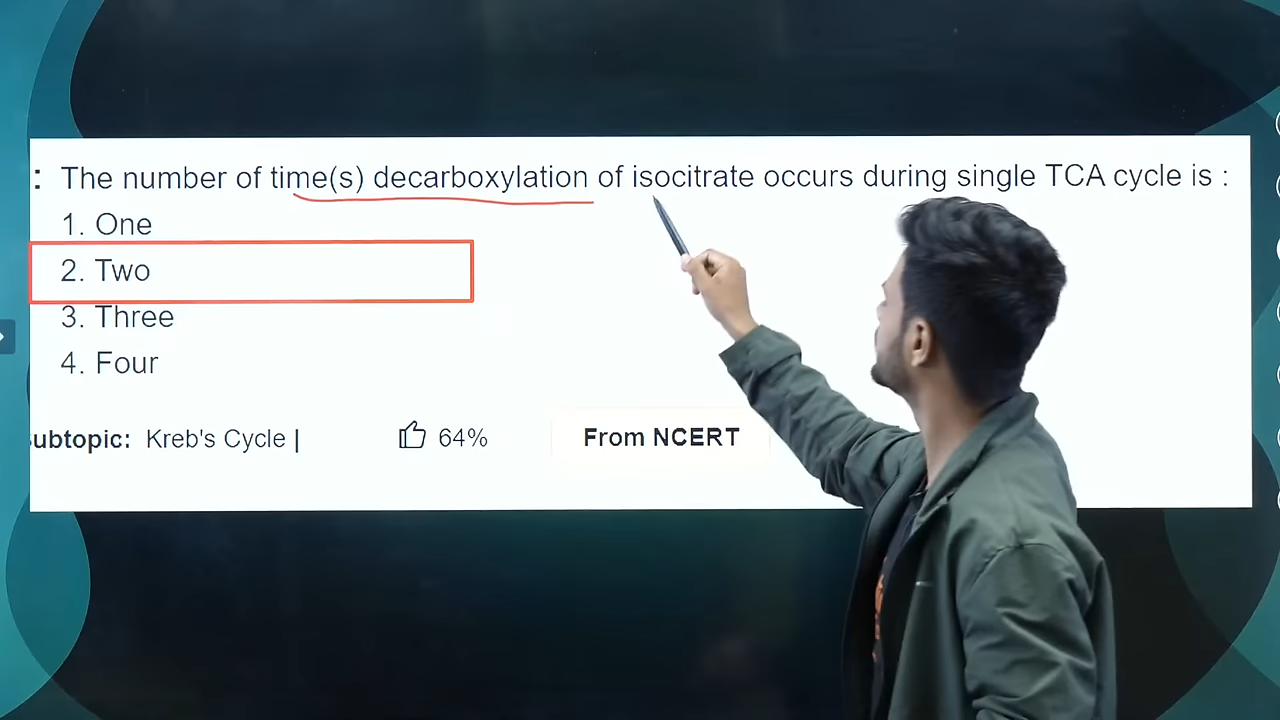 : The number of time(s) decarboxylation of isocitrate occurs during single TCA cycle is :
1. One
2. Two
3. Three
4. Four
ubtopic: Kreb's Cycle |
64%
From NCERT